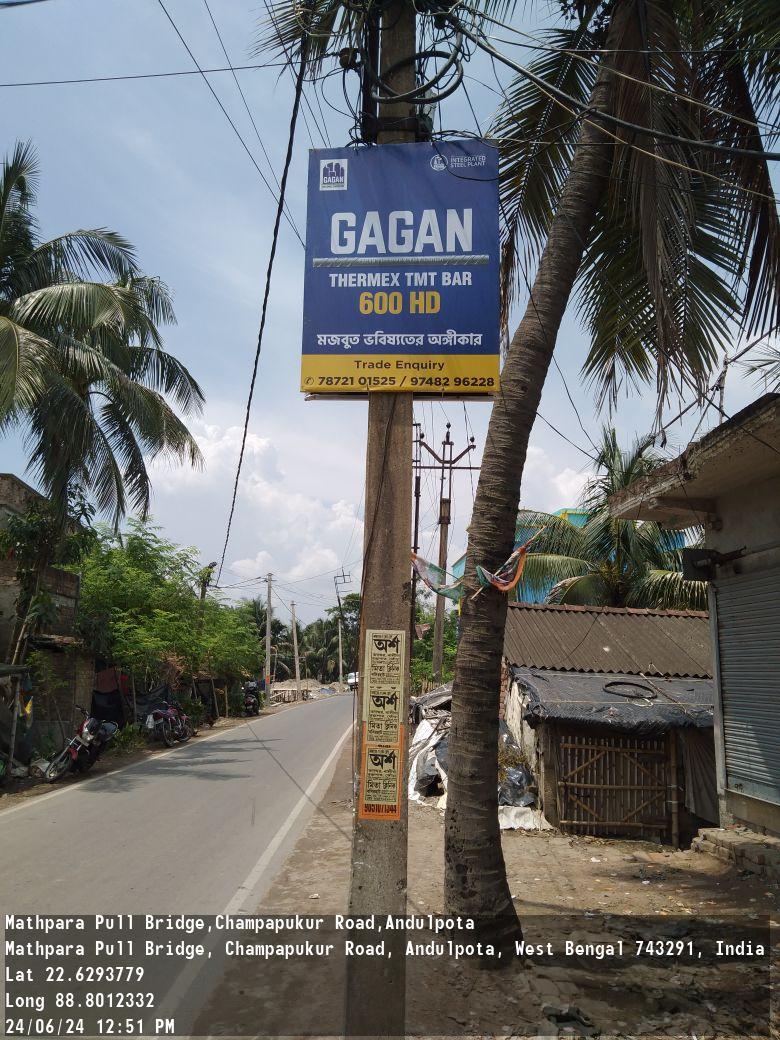 GAGAN
INTEGRATED
STEEL PLANT
GAGAN
THERMEX TMT BAR
600 HD
মজবুত ভবিষ্যতের অঙ্গীকার
Trade Enquiry
78721 01525 / 97482 96228
অর্শ
মিতা ক্লিনিক
অর্শ
মিতা ক্লিনিক
অর্শ
মিতা ক্লিনিক
Mathpara Pull Bridge,Champapukur Road,Andulpota
Mathpara Pull Bridge, Champapukur Road, Andulpota, West Bengal 743291, India
Lat 22.6293779
Long 88.8012332
24/06/24 12:51 PM